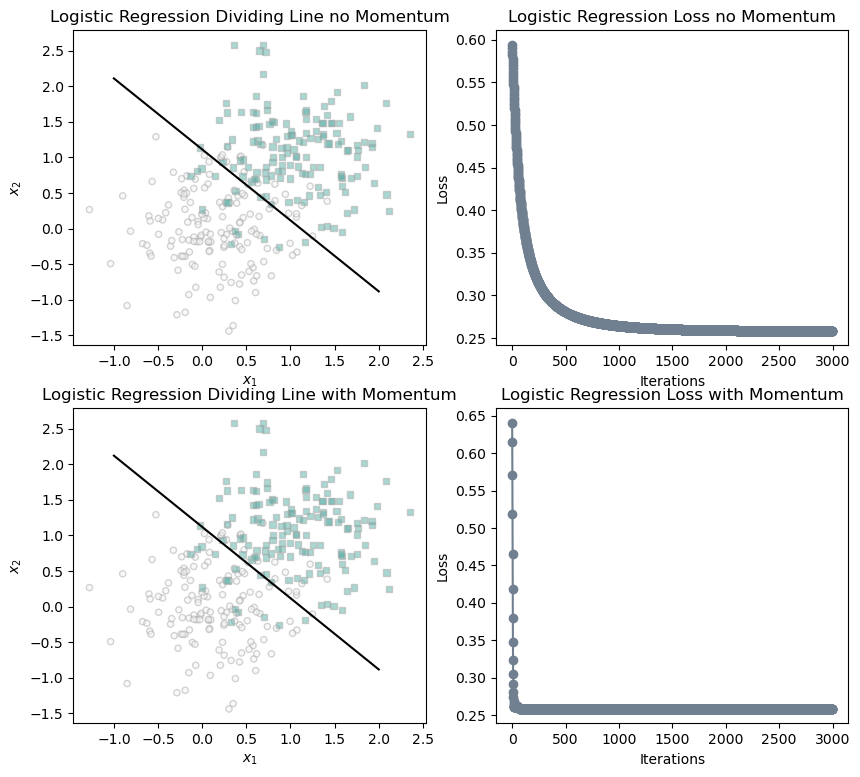 Logistic Regression Dividing Line no Momentum
2.5
2.0
1.5
1.0
0.5
0.0
−0.5
−1.0
−1.5
x₂
−1.0 −0.5 0.0 0.5 1.0 1.5 2.0 2.5
x₁
Logistic Regression Loss no Momentum
0.60
0.55
0.50
0.45
0.40
0.35
0.30
0.25
Loss
0 500 1000 1500 2000 2500 3000
Iterations
Logistic Regression Dividing Line with Momentum
2.5
2.0
1.5
1.0
0.5
0.0
−0.5
−1.0
−1.5
x₂
−1.0 −0.5 0.0 0.5 1.0 1.5 2.0 2.5
x₁
Logistic Regression Loss with Momentum
0.65
0.60
0.55
0.50
0.45
0.40
0.35
0.30
0.25
Loss
0 500 1000 1500 2000 2500 3000
Iterations